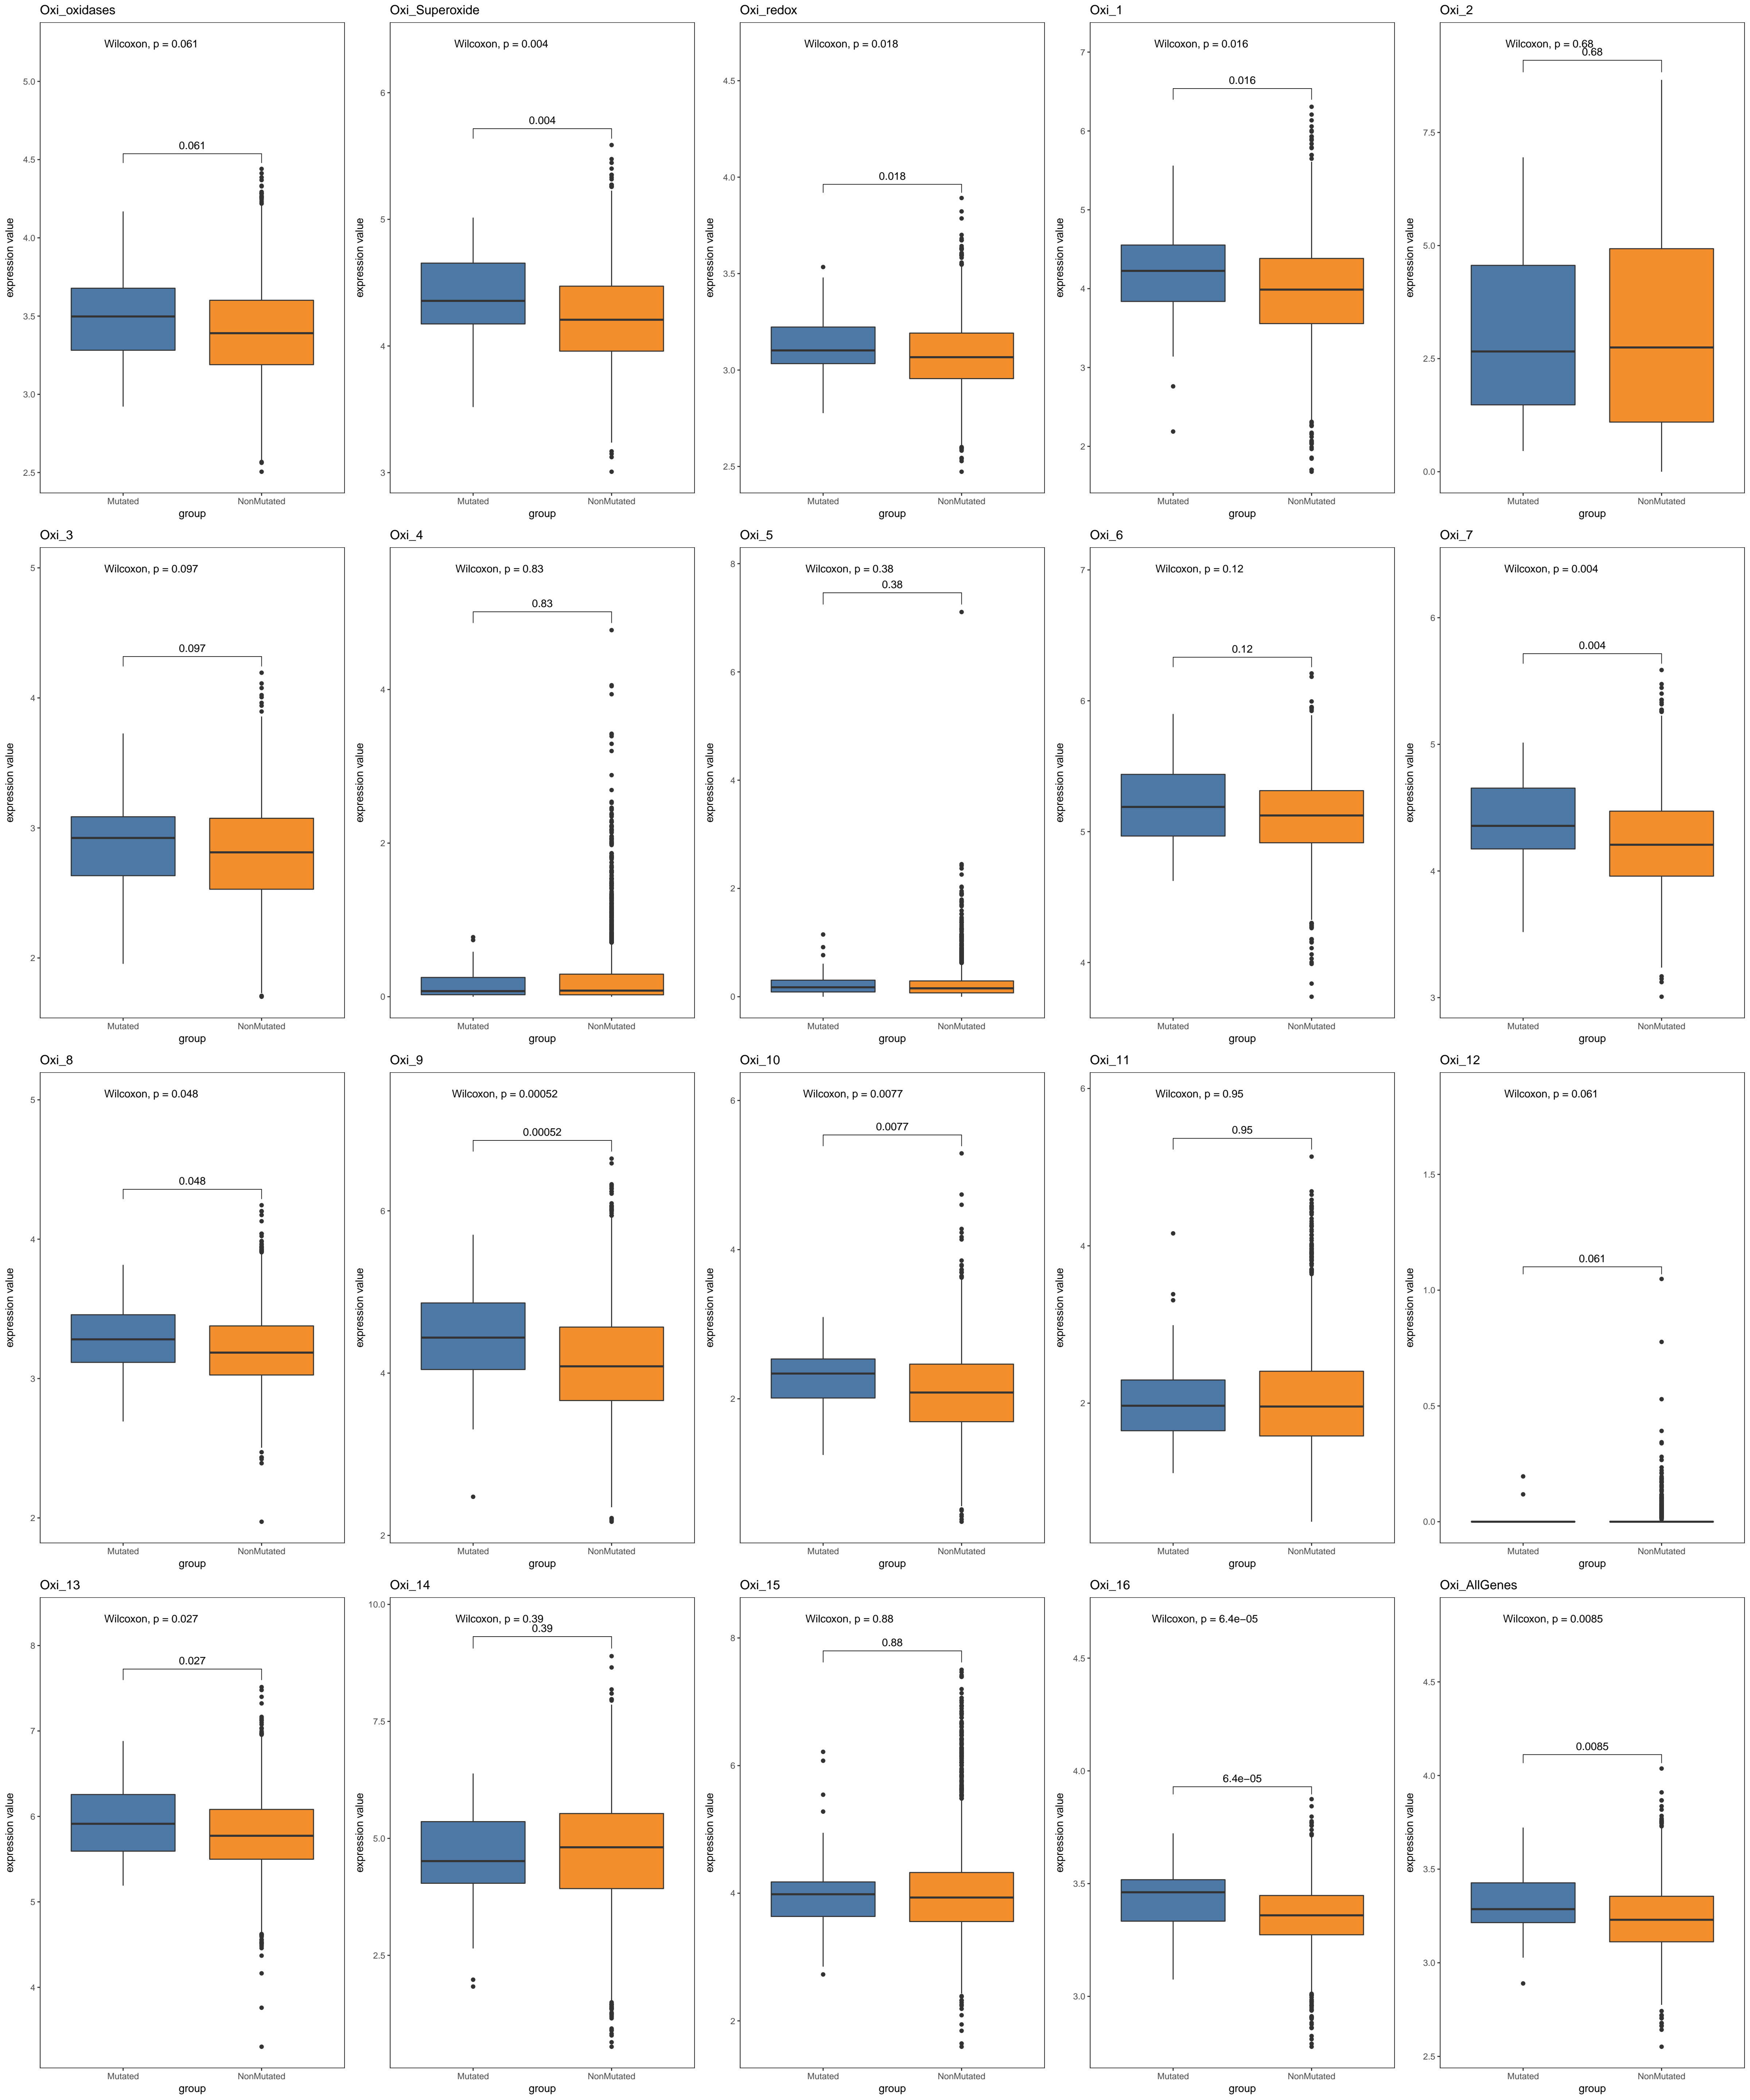 Oxi_oxidases
Wilcoxon, p = 0.061
0.061
5.0
4.5
4.0
3.5
3.0
2.5
expression value
Mutated
NonMutated
group
Oxi_Superoxide
Wilcoxon, p = 0.004
0.004
6
5
4
3
expression value
Mutated
NonMutated
group
Oxi_redox
Wilcoxon, p = 0.018
0.018
4.5
4.0
3.5
3.0
2.5
expression value
Mutated
NonMutated
group
Oxi_1
Wilcoxon, p = 0.016
0.016
7
6
5
4
3
2
expression value
Mutated
NonMutated
group
Oxi_2
Wilcoxon, p = 0.68
0.68
7.5
5.0
2.5
0.0
expression value
Mutated
NonMutated
group
Oxi_3
Wilcoxon, p = 0.097
0.097
5
4
3
2
expression value
Mutated
NonMutated
group
Oxi_4
Wilcoxon, p = 0.83
0.83
4
2
0
expression value
Mutated
NonMutated
group
Oxi_5
Wilcoxon, p = 0.38
0.38
8
6
4
2
0
expression value
Mutated
NonMutated
group
Oxi_6
Wilcoxon, p = 0.12
0.12
7
6
5
4
expression value
Mutated
NonMutated
group
Oxi_7
Wilcoxon, p = 0.004
0.004
6
5
4
3
expression value
Mutated
NonMutated
group
Oxi_8
Wilcoxon, p = 0.048
0.048
5
4
3
2
expression value
Mutated
NonMutated
group
Oxi_9
Wilcoxon, p = 0.00052
0.00052
6
4
2
expression value
Mutated
NonMutated
group
Oxi_10
Wilcoxon, p = 0.0077
0.0077
6
4
2
expression value
Mutated
NonMutated
group
Oxi_11
Wilcoxon, p = 0.95
0.95
6
4
2
expression value
Mutated
NonMutated
group
Oxi_12
Wilcoxon, p = 0.061
0.061
1.5
1.0
0.5
0.0
expression value
Mutated
NonMutated
group
Oxi_13
Wilcoxon, p = 0.027
0.027
8
7
6
5
4
expression value
Mutated
NonMutated
group
Oxi_14
Wilcoxon, p = 0.39
0.39
10.0
7.5
5.0
2.5
expression value
Mutated
NonMutated
group
Oxi_15
Wilcoxon, p = 0.88
0.88
8
6
4
2
expression value
Mutated
NonMutated
group
Oxi_16
Wilcoxon, p = 6.4e−05
6.4e−05
4.5
4.0
3.5
3.0
expression value
Mutated
NonMutated
group
Oxi_AllGenes
Wilcoxon, p = 0.0085
0.0085
4.5
4.0
3.5
3.0
2.5
expression value
Mutated
NonMutated
group